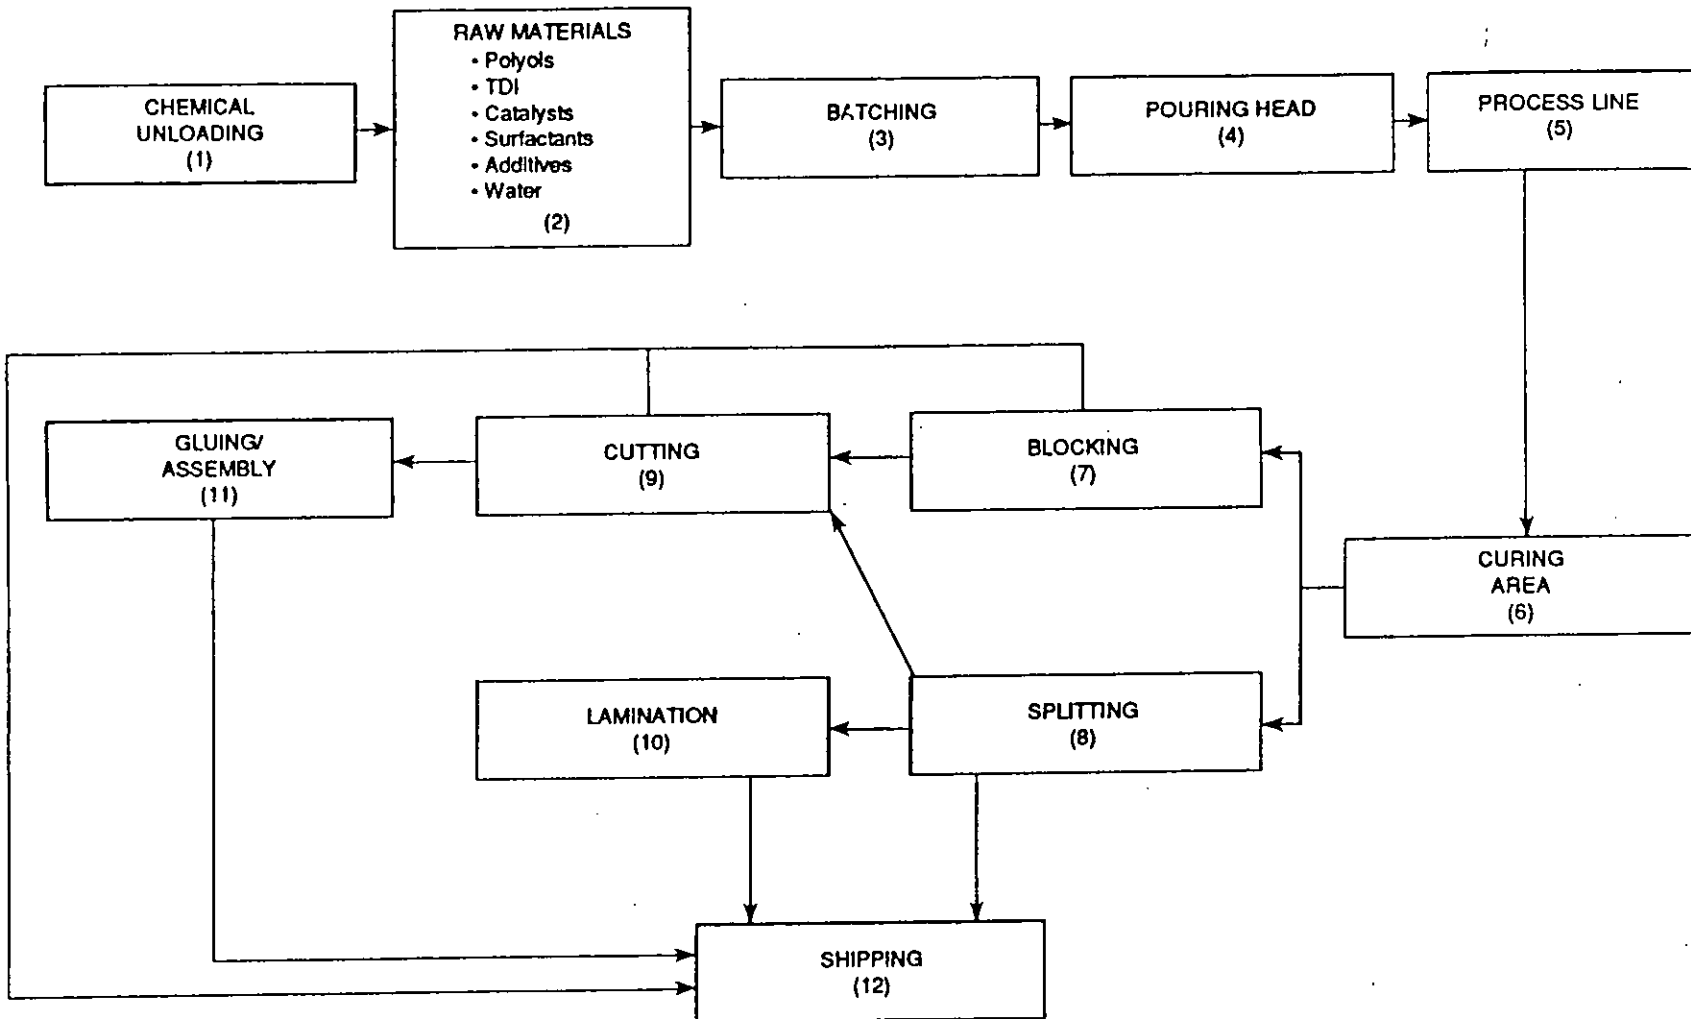 CHEMICAL
UNLOADING
(1)
RAW MATERIALS
• Polyols
• TDI
• Catalysts
• Surfactants
• Additives
• Water
(2)
BATCHING
(3)
POURING HEAD
(4)
PROCESS LINE
(5)
CURING
AREA
(6)
BLOCKING
(7)
SPLITTING
(8)
CUTTING
(9)
LAMINATION
(10)
GLUING/
ASSEMBLY
(11)
SHIPPING
(12)